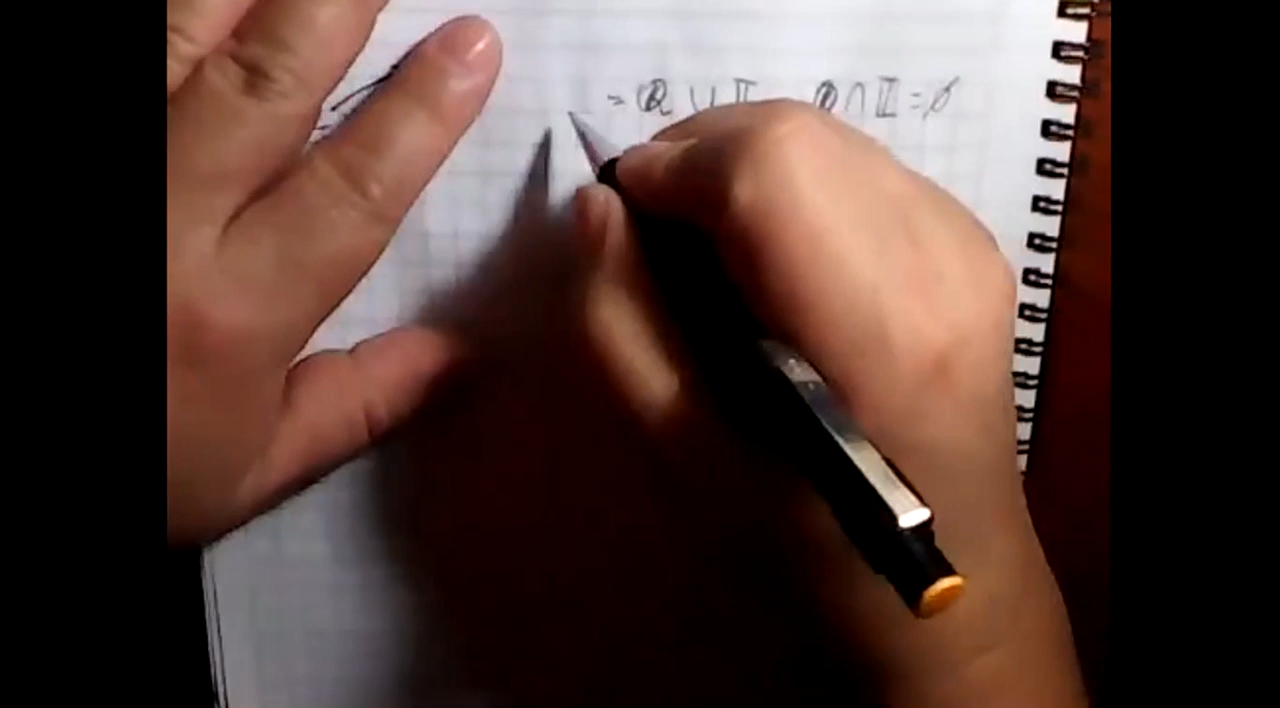 = ℚ ∪ 𝕀 ℚ ∩ 𝕀 = ∅